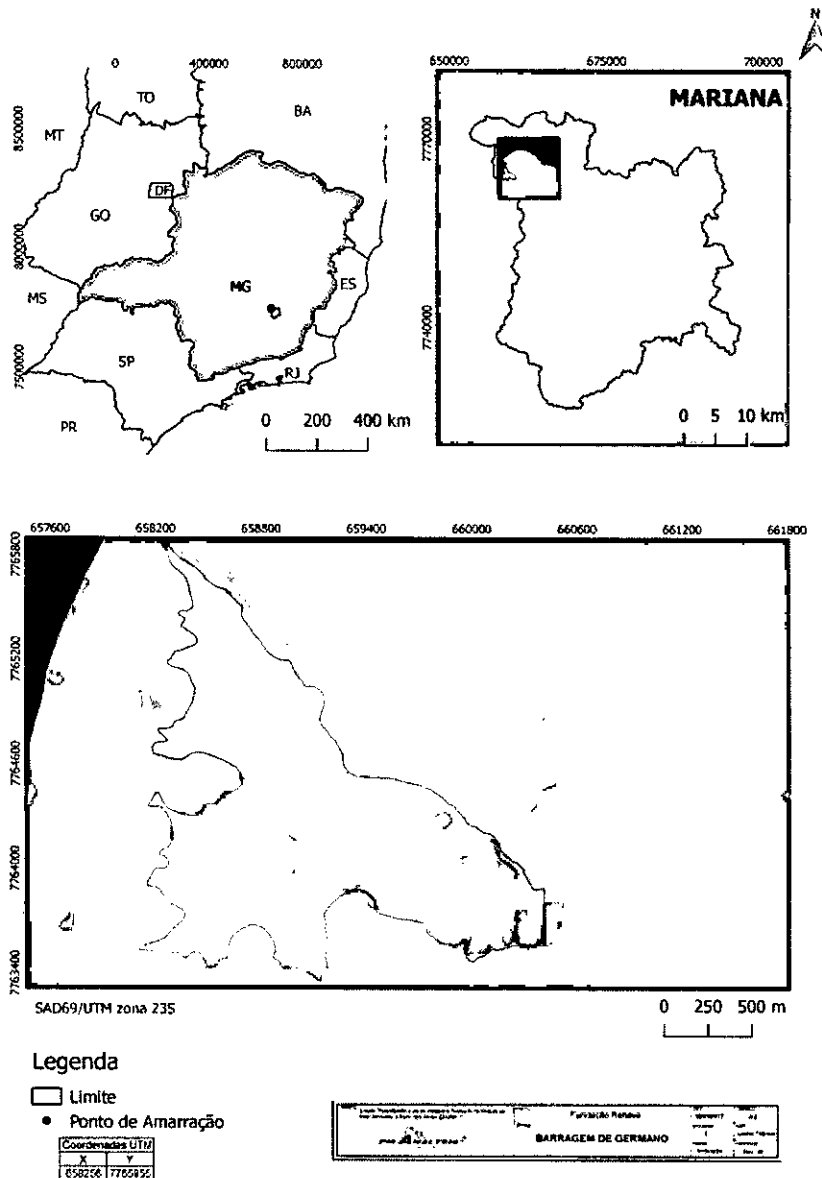 N
0 400000 800000
8500000
8000000
7500000
TO
BA
MT
DF
GO
MS
MG
ES
SP
RJ
PR
0 200 400 km
650000 675000 700000
7770000
7740000
MARIANA
0 5 10 km
657600 658200 658800 659400 660000 660600 661200 661800
7765800
7765200
7764600
7764000
7763400
SAD69/UTM zona 23S
0 250 500 m
Legenda
Limite
Ponto de Amarração
Coordenadas UTM
X Y
658256
Fundação Renova
BARRAGEM DE GERMANO